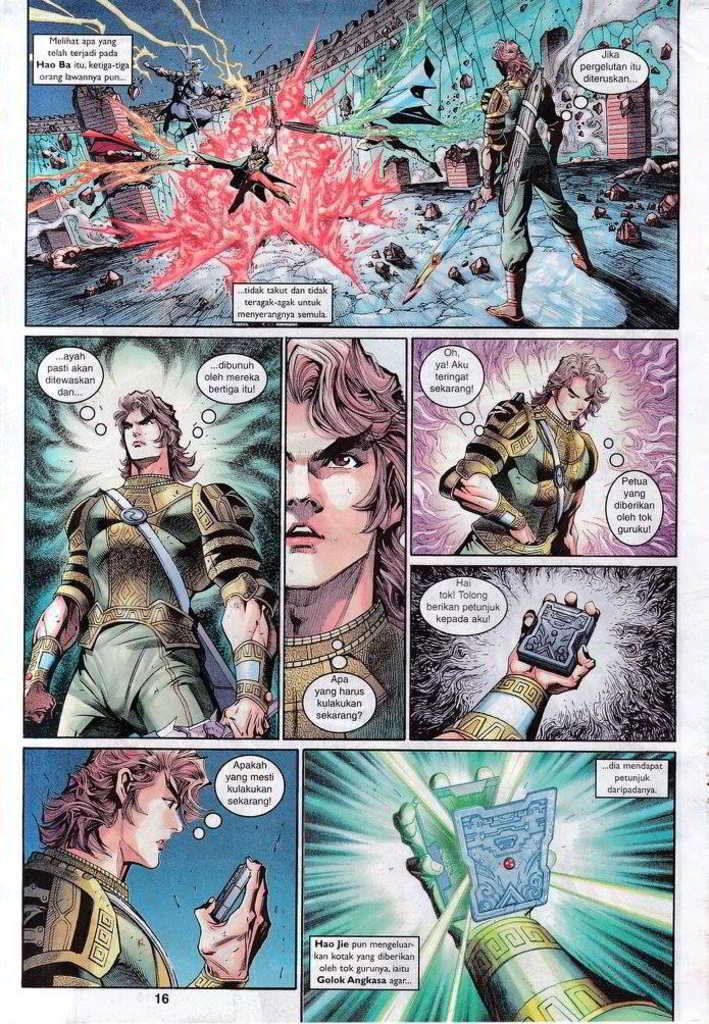 Melihat apa yang
telah terjadi pada
Hao Ba itu, ketiga-tiga
orang lawannya pun...
Jika
pergelutan itu
diteruskan...
...tidak takut dan tidak
teragak-agak untuk
menyerangnya semula.
...ayah
pasti akan
ditewaskan
dan...
...dibunuh
oleh mereka
bertiga itu!
Apa
yang harus
kulakukan
sekarang?
Oh,
ya! Aku
teringat
sekarang!
Petua
yang
diberikan
oleh tok
guruku!
Hai
tok! Tolong
berikan petunjuk
kepada aku!
Apakah
yang mesti
kulakukan
sekarang!
...dia mendapat
petunjuk
daripadanya.
Hao Jie pun mengeluar-
kan kotak yang diberikan
oleh tok gurunya, iaitu
Golok Angkasa agar...
16